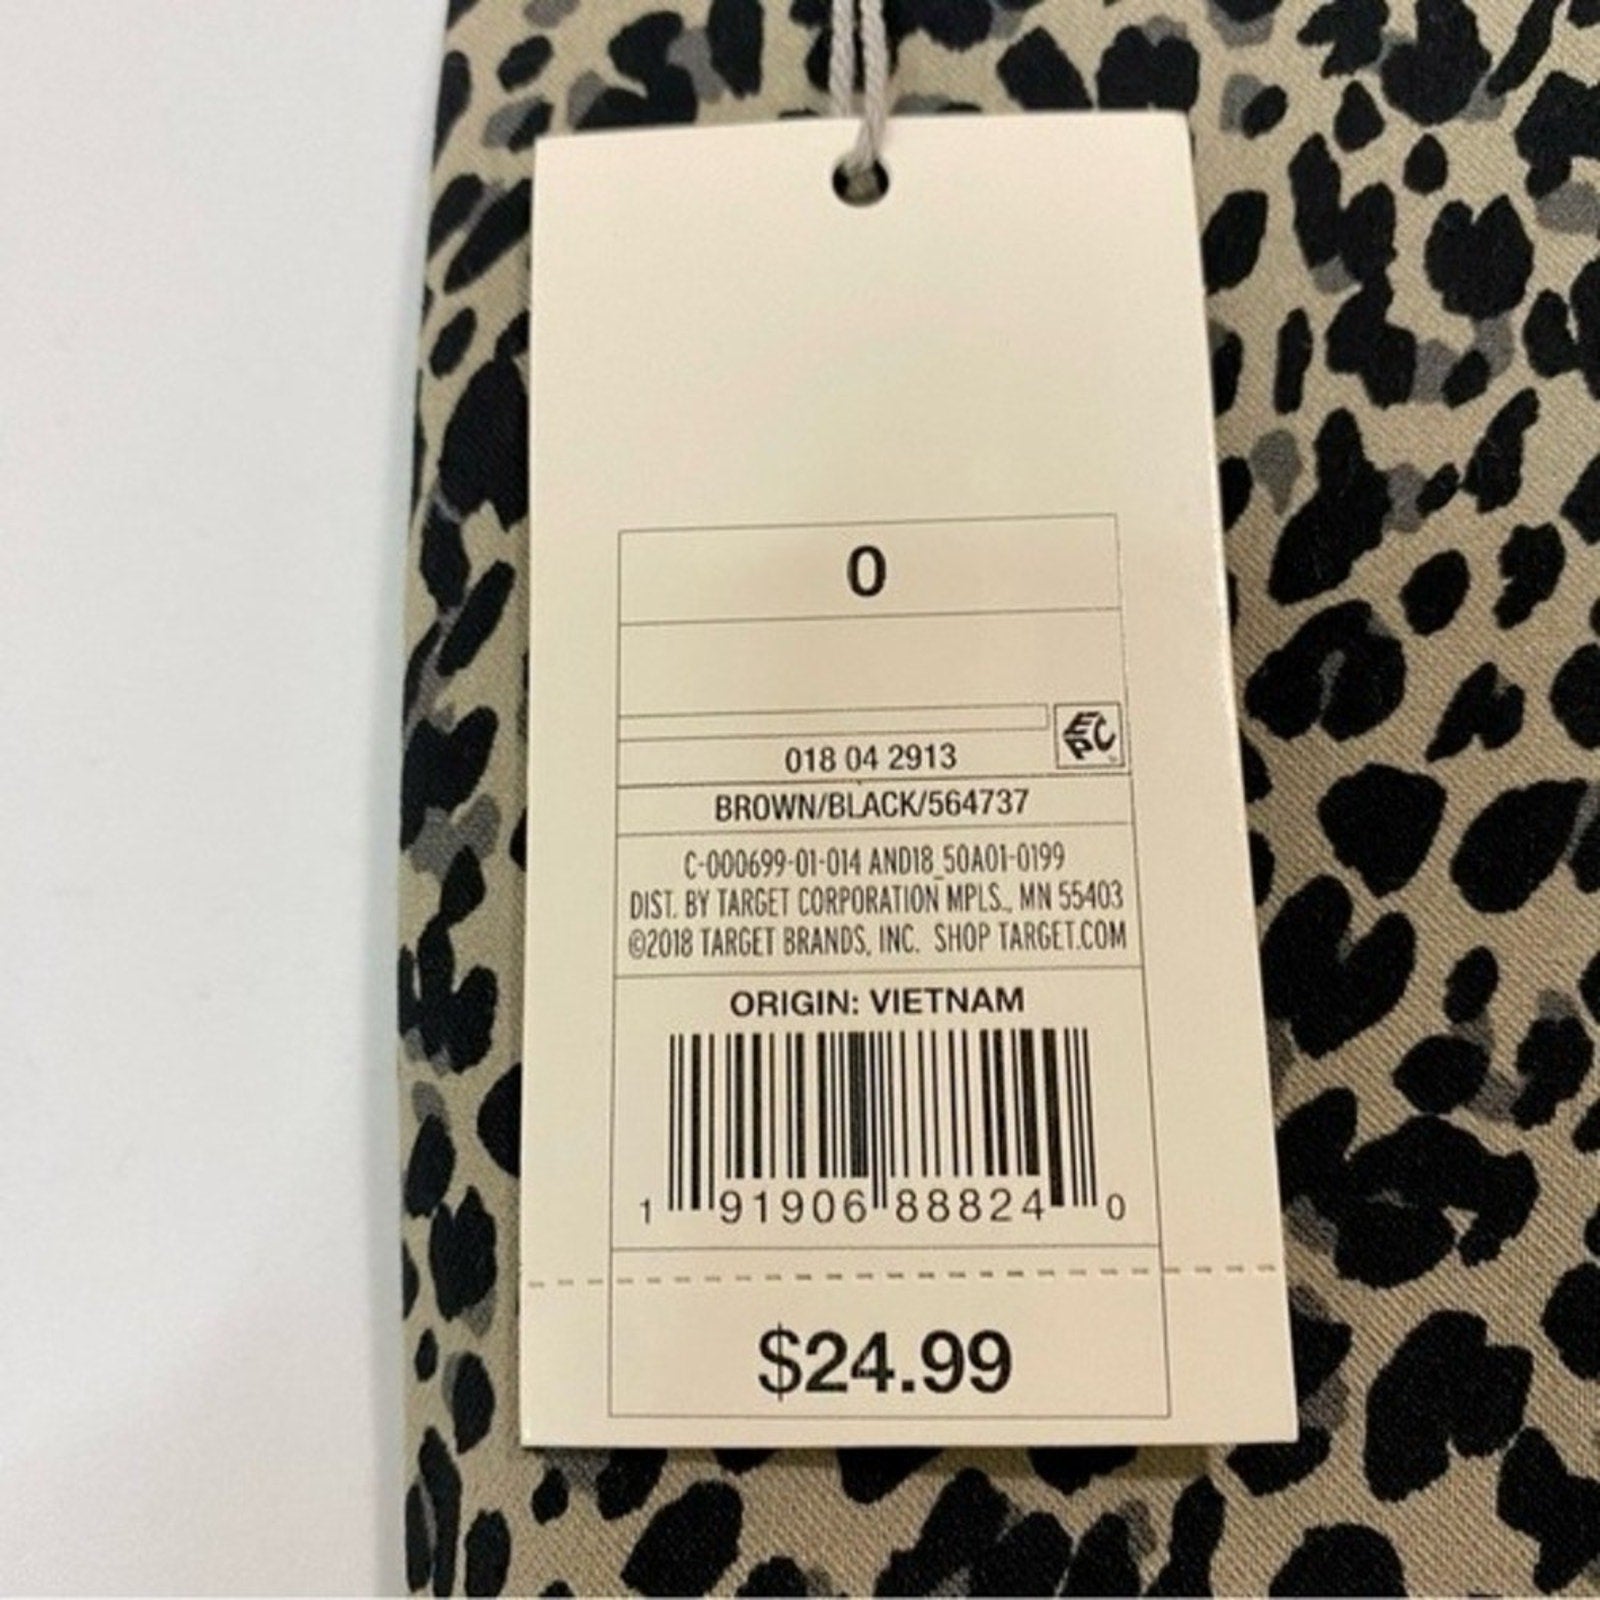 0
EPC
018 04 2913
BROWN/BLACK/564737
C-000699-01-014 AND18_50A01-0199
DIST. BY TARGET CORPORATION MPLS., MN 55403
©2018 TARGET BRANDS, INC. SHOP TARGET.COM
ORIGIN: VIETNAM
1 91906 88824 0
$24.99